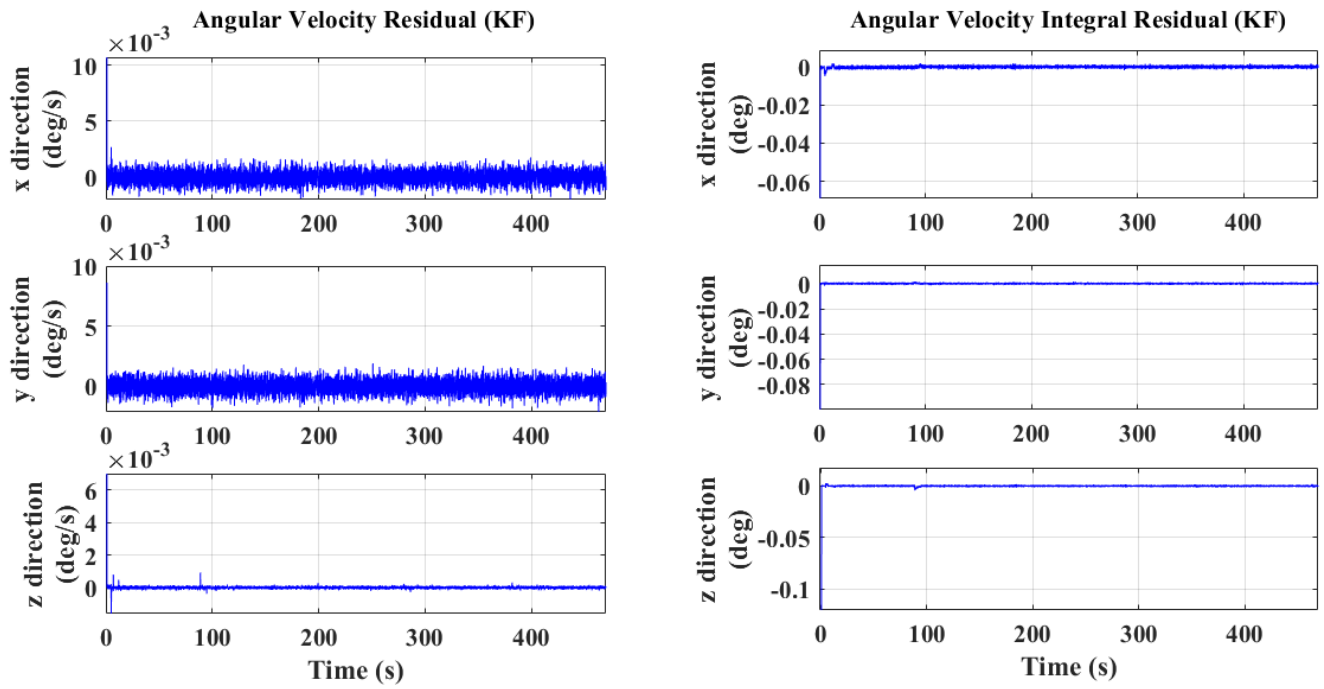 Angular Velocity Residual (KF)
×10-3
10
5
0
x direction
(deg/s)
0 100 200 300 400
×10-3
10
5
0
y direction
(deg/s)
0 100 200 300 400
×10-3
6
4
2
0
z direction
(deg/s)
0 100 200 300 400
Time (s)
Angular Velocity Integral Residual (KF)
0
-0.02
-0.04
-0.06
x direction
(deg)
0 100 200 300 400
0
-0.02
-0.04
-0.06
-0.08
y direction
(deg)
0 100 200 300 400
0
-0.05
-0.1
z direction
(deg)
0 100 200 300 400
Time (s)